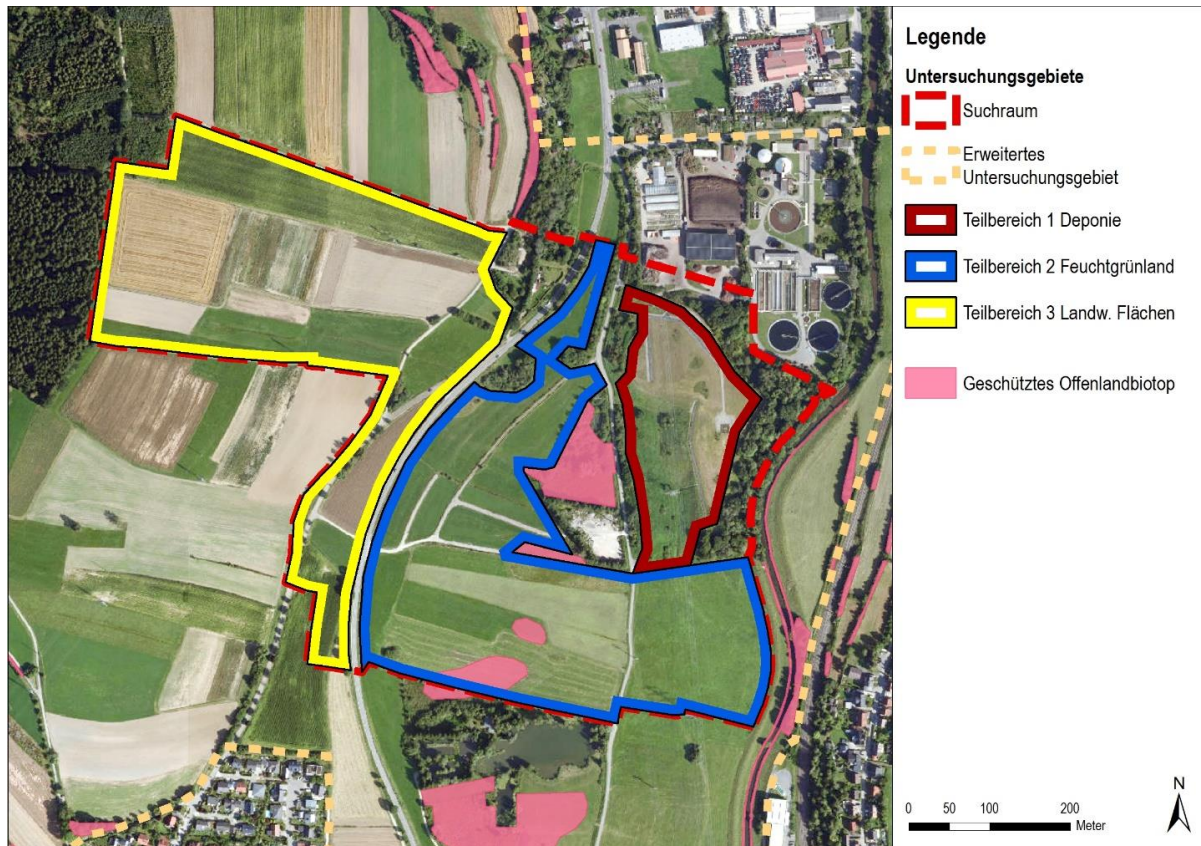 Legende
Untersuchungsgebiete
Suchraum
Erweitertes
Untersuchungsgebiet
Teilbereich 1 Deponie
Teilbereich 2 Feuchtgrünland
Teilbereich 3 Landw. Flächen
Geschütztes Offenlandbiotop
N
0 50 100 200
Meter